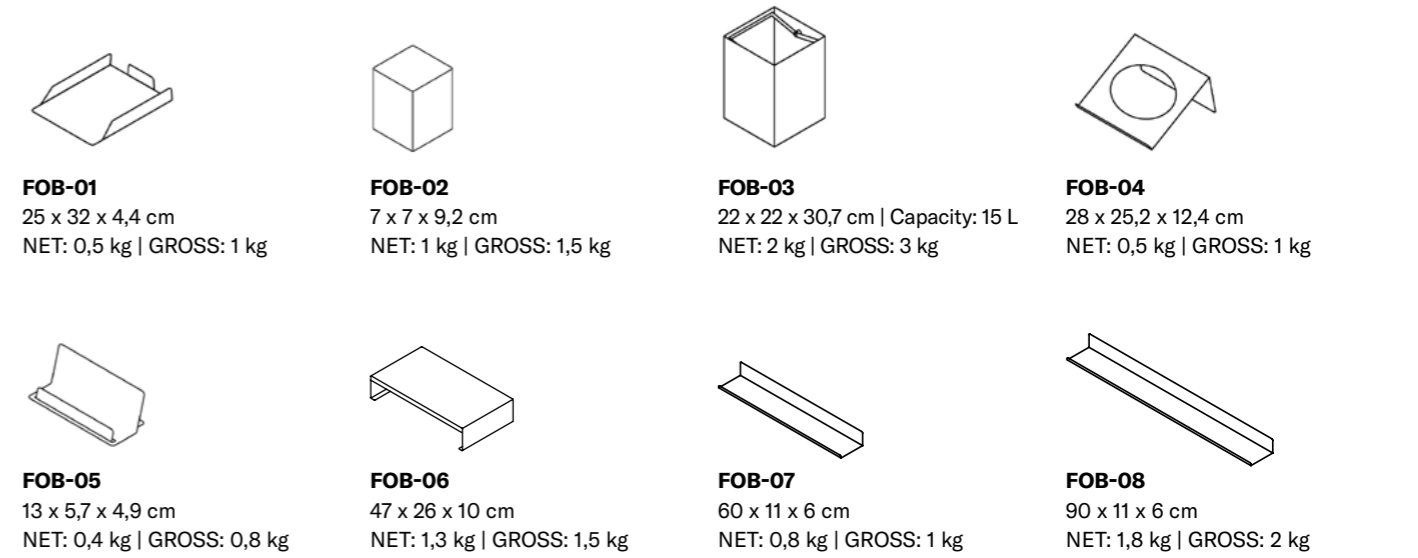 FOB-01
25 x 32 x 4,4 cm
NET: 0,5 kg | GROSS: 1 kg
FOB-02
7 x 7 x 9,2 cm
NET: 1 kg | GROSS: 1,5 kg
FOB-03
22 x 22 x 30,7 cm | Capacity: 15 L
NET: 2 kg | GROSS: 3 kg
FOB-04
28 x 25,2 x 12,4 cm
NET: 0,5 kg | GROSS: 1 kg
FOB-05
13 x 5,7 x 4,9 cm
NET: 0,4 kg | GROSS: 0,8 kg
FOB-06
47 x 26 x 10 cm
NET: 1,3 kg | GROSS: 1,5 kg
FOB-07
60 x 11 x 6 cm
NET: 0,8 kg | GROSS: 1 kg
FOB-08
90 x 11 x 6 cm
NET: 1,8 kg | GROSS: 2 kg